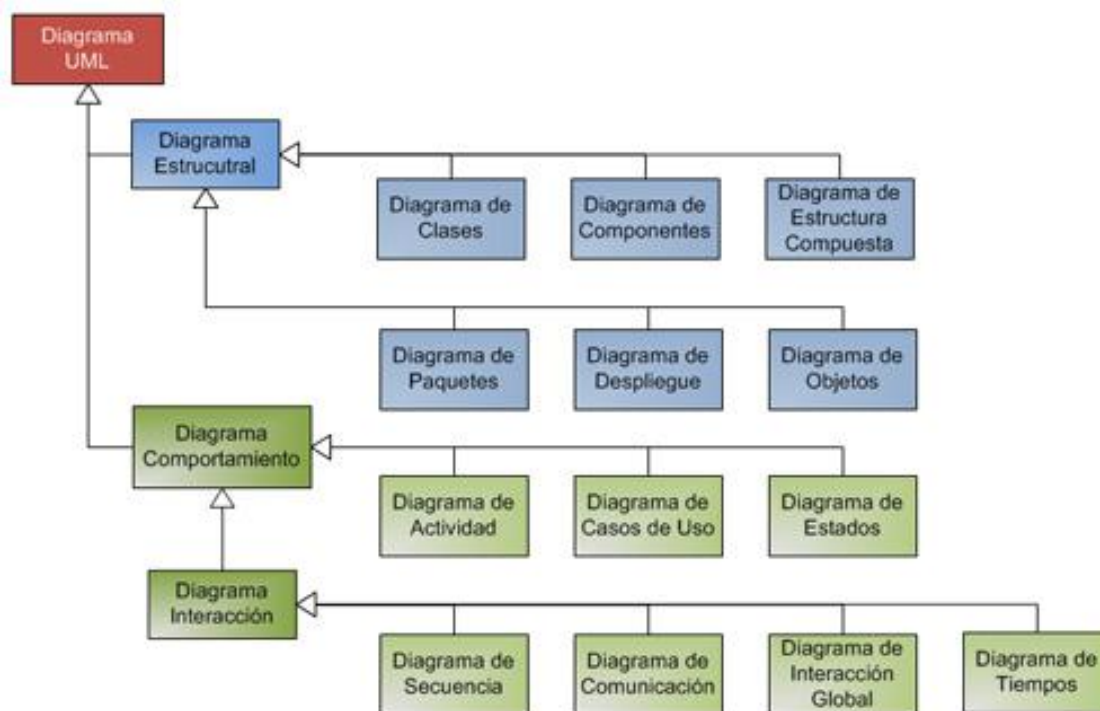 Diagrama
UML
Diagrama
Estrucutral
Diagrama de
Clases
Diagrama de
Componentes
Diagrama de
Estructura
Compuesta
Diagrama de
Paquetes
Diagrama de
Despliegue
Diagrama de
Objetos
Diagrama
Comportamiento
Diagrama de
Actividad
Diagrama de
Casos de Uso
Diagrama de
Estados
Diagrama
Interacción
Diagrama de
Secuencia
Diagrama de
Comunicación
Diagrama de
Interacción
Global
Diagrama de
Tiempos